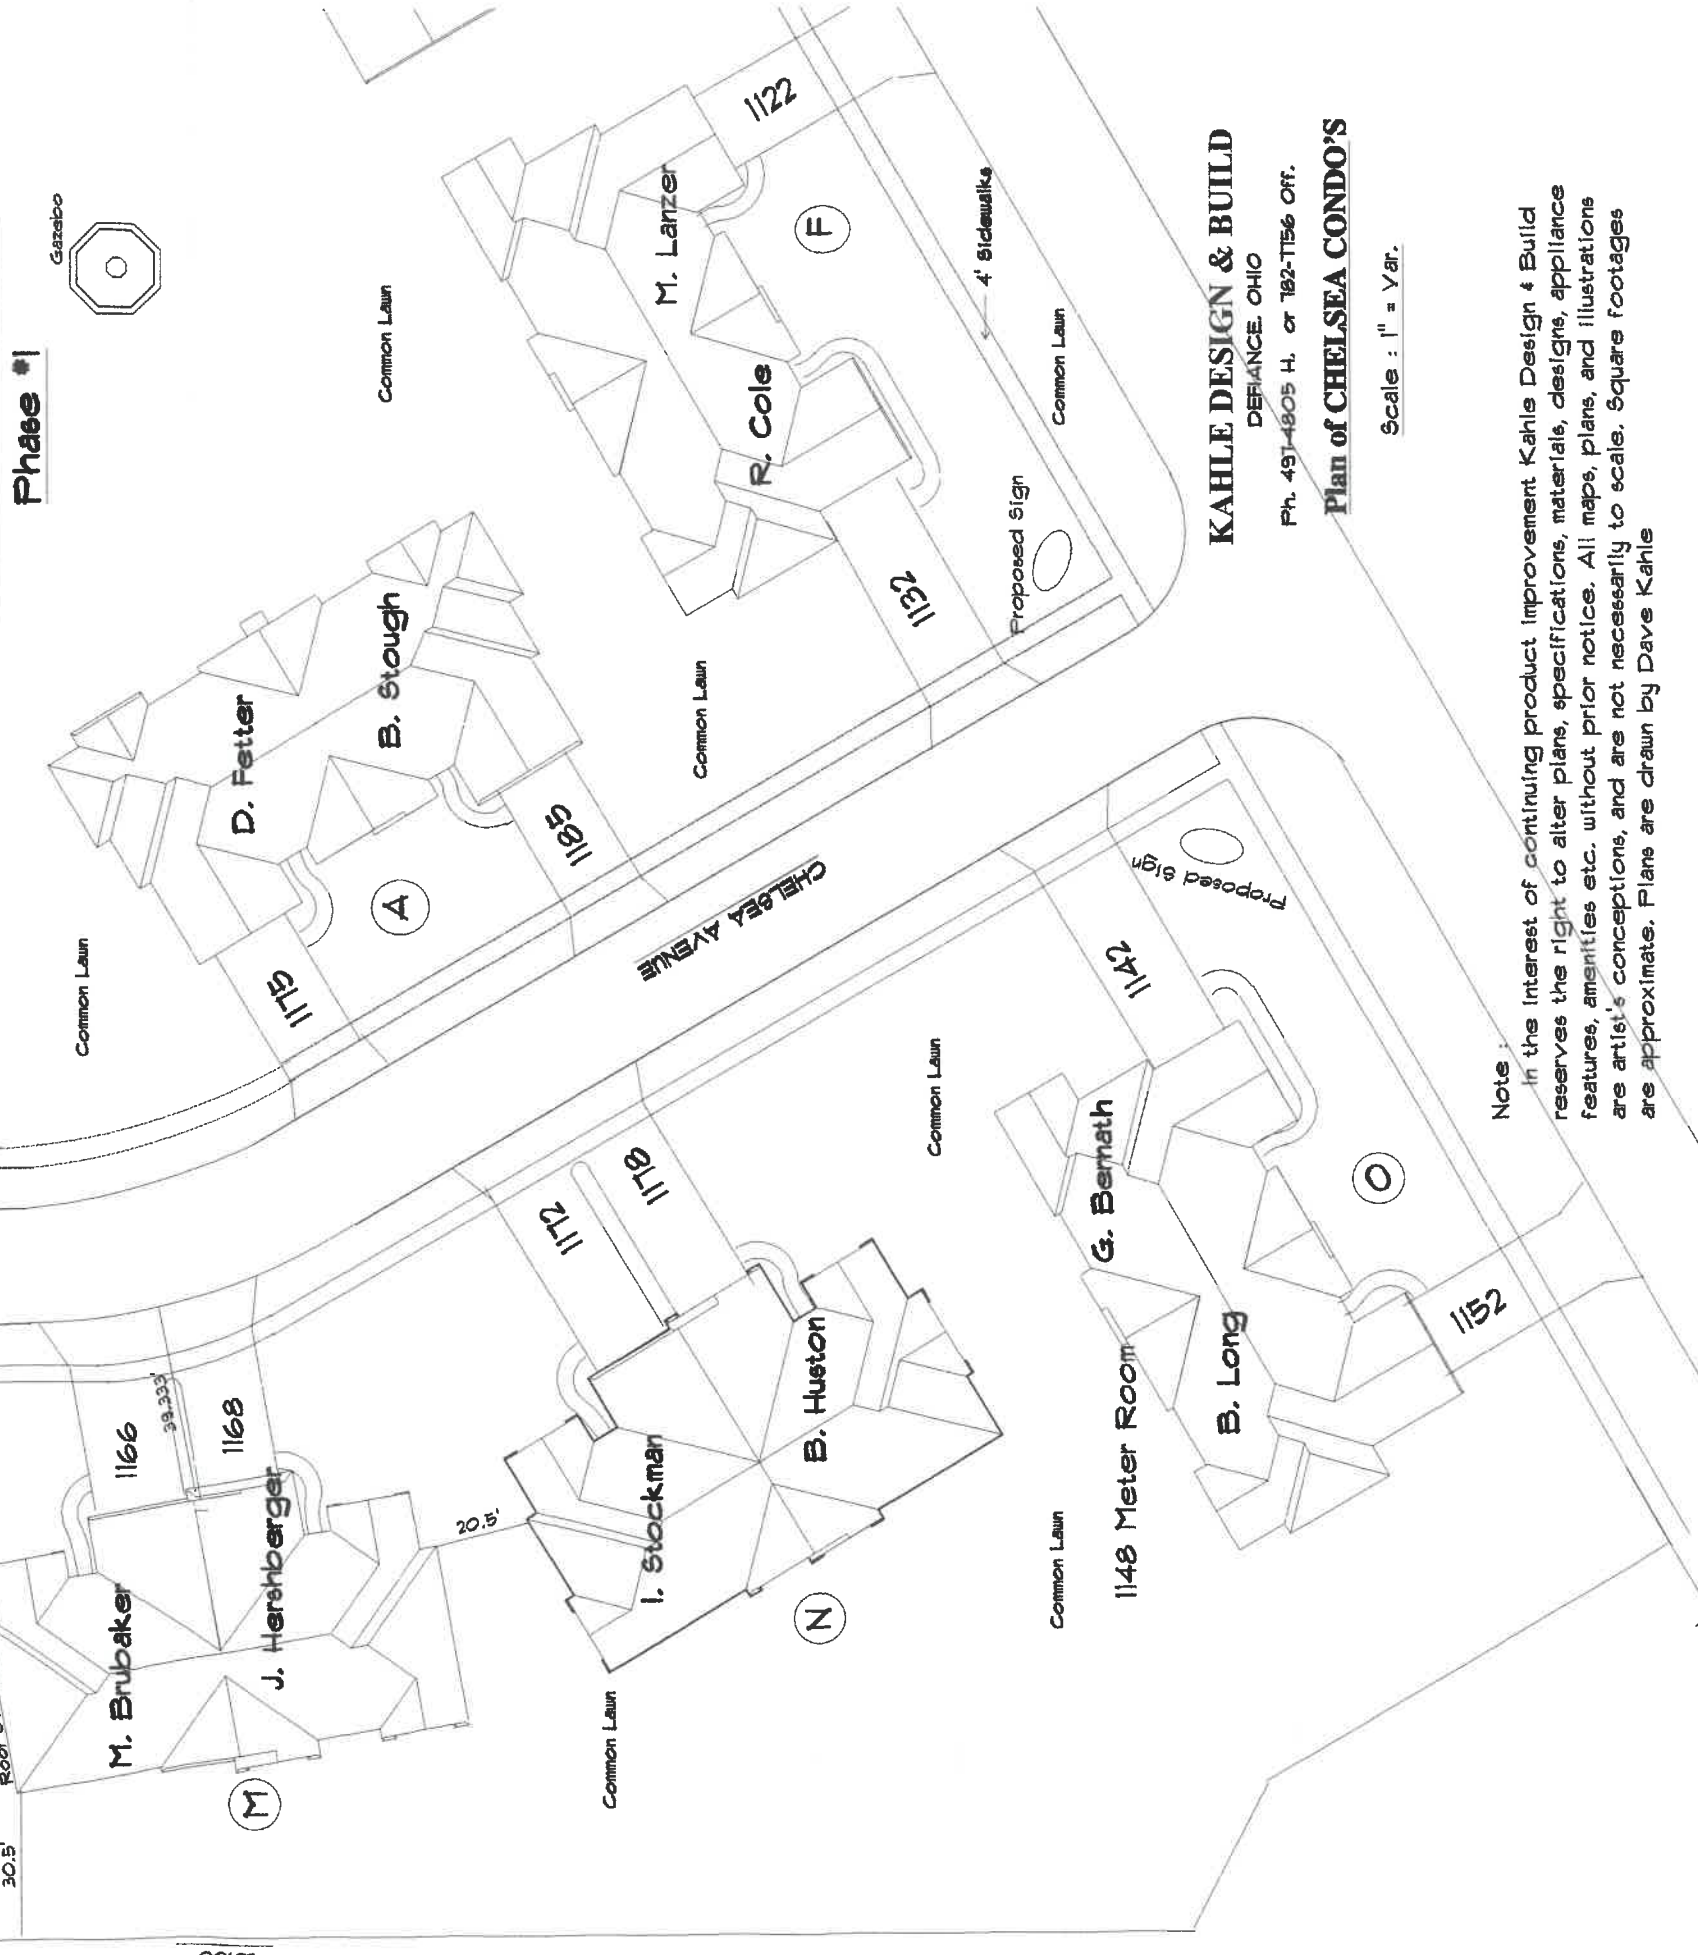 Phase #1
Gazebo
Common Lawn
Common Lawn
1122
M. Lanzer
F
R. Cole
4' Sidewalks
Common Lawn
1132
Proposed Sign
D. Fetter
B. Stough
A
1175
1185
Common Lawn
CHELSEA AVENUE
Proposed Sign
1142
G. Bernath
O
B. Long
1152
1148 Meter Room
Common Lawn
Common Lawn
1172
1178
I. Stockman
B. Huston
N
20.5'
Common Lawn
1166
39.333'
1168
M. Brubaker
J. Hershberger
M
30.5'
KAHLE DESIGN & BUILD
DEFIANCE, OHIO
Ph. 497-4805 H. or 782-7756 Off.
Plan of CHELSEA CONDO'S
Scale : 1" = Var.
Note :
In the interest of continuing product improvement Kahle Design & Build
reserves the right to alter plans, specifications, materials, designs, appliance
features, amenities etc. without prior notice. All maps, plans, and illustrations
are artist's conceptions, and are not necessarily to scale. Square footages
are approximate. Plans are drawn by Dave Kahle